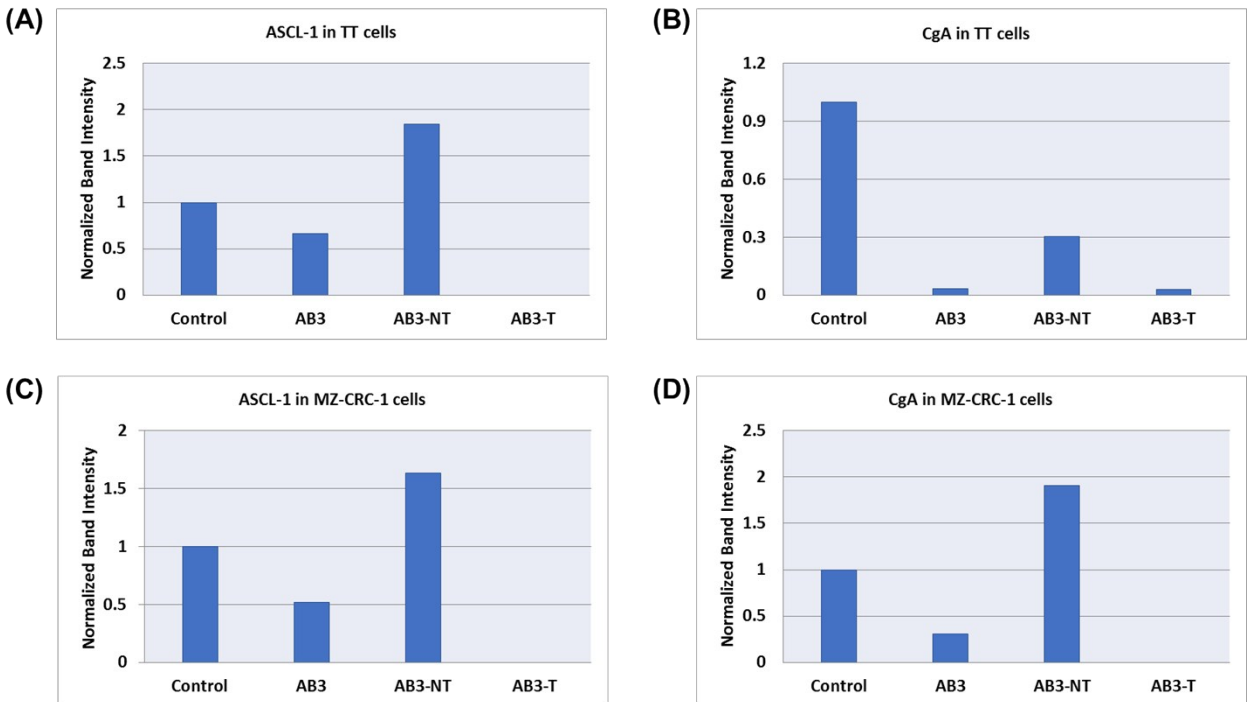 (A)
ASCL-1 in TT cells
Normalized Band Intensity
2.5
2
1.5
1
0.5
0
Control AB3 AB3-NT AB3-T
(B)
CgA in TT cells
Normalized Band Intensity
1.2
0.9
0.6
0.3
0
Control AB3 AB3-NT AB3-T
(C)
ASCL-1 in MZ-CRC-1 cells
Normalized Band Intensity
2
1.5
1
0.5
0
Control AB3 AB3-NT AB3-T
(D)
CgA in MZ-CRC-1 cells
Normalized Band Intensity
2.5
2
1.5
1
0.5
0
Control AB3 AB3-NT AB3-T